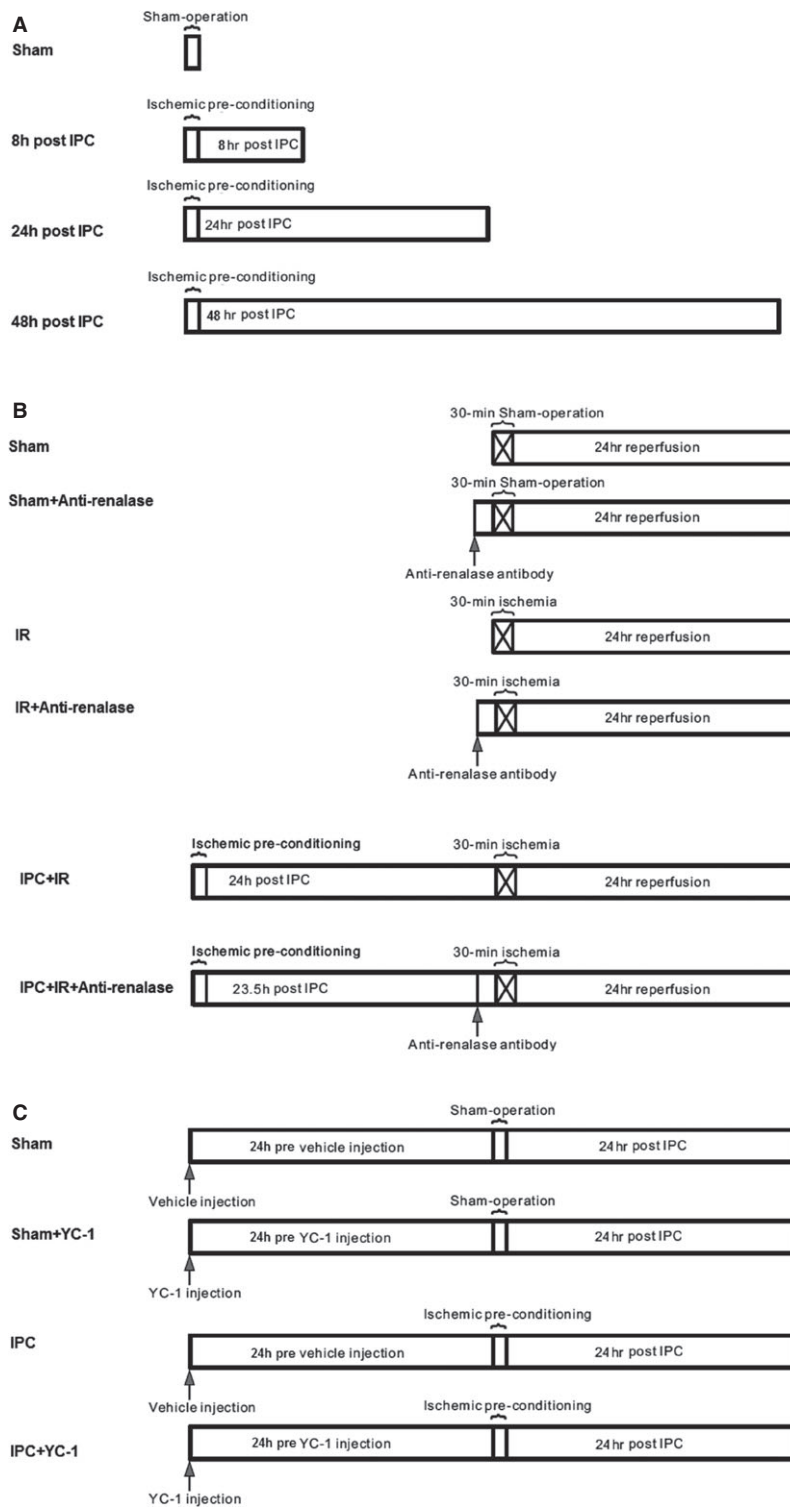 A
Sham-operation
Sham
Ischemic pre-conditioning
8h post IPC
8hr post IPC
Ischemic pre-conditioning
24h post IPC
24hr post IPC
Ischemic pre-conditioning
48h post IPC
48 hr post IPC
B
30-min Sham-operation
Sham
24hr reperfusion
30-min Sham-operation
Sham+Anti-renalase
24hr reperfusion
Anti-renalase antibody
30-min ischemia
IR
24hr reperfusion
30-min ischemia
IR+Anti-renalase
24hr reperfusion
Anti-renalase antibody
Ischemic pre-conditioning
30-min ischemia
IPC+IR
24h post IPC
24hr reperfusion
Ischemic pre-conditioning
30-min ischemia
IPC+IR+Anti-renalase
23.5h post IPC
24hr reperfusion
Anti-renalase antibody
C
Sham-operation
Sham
24h pre vehicle injection
24hr post IPC
Vehicle injection
Sham-operation
Sham+YC-1
24h pre YC-1 injection
24hr post IPC
YC-1 injection
Ischemic pre-conditioning
IPC
24h pre vehicle injection
24hr post IPC
Vehicle injection
Ischemic pre-conditioning
IPC+YC-1
24h pre YC-1 injection
24hr post IPC
YC-1 injection